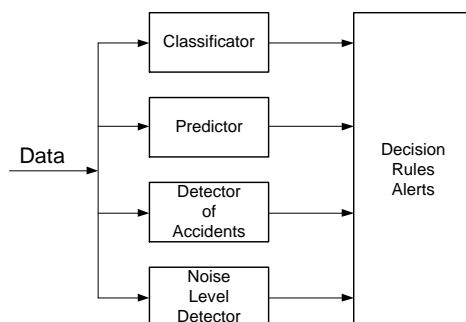 Classificator
Predictor
Data
Detector
of
Accidents
Noise
Level
Detector
Decision
Rules
Alerts